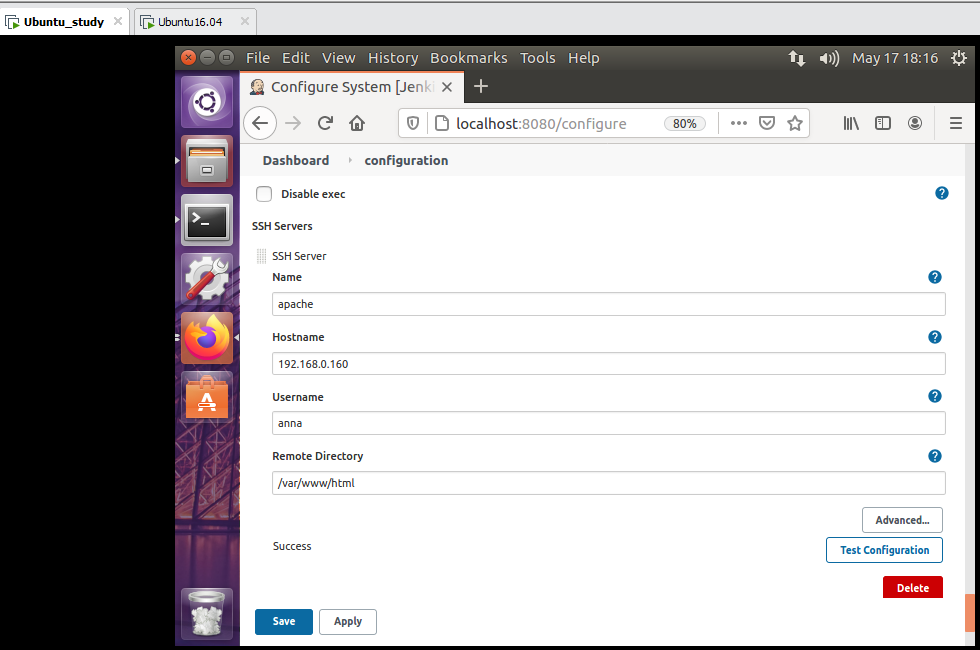 Ubuntu_study Ubuntu16.04
File Edit View History Bookmarks Tools Help May 17 18:16
Configure System [Jenk
localhost:8080/configure 80%
Dashboard configuration
Disable exec
SSH Servers
SSH Server
Name
apache
Hostname
192.168.0.160
Username
anna
Remote Directory
/var/www/html
Advanced...
Success
Test Configuration
Delete
Save Apply